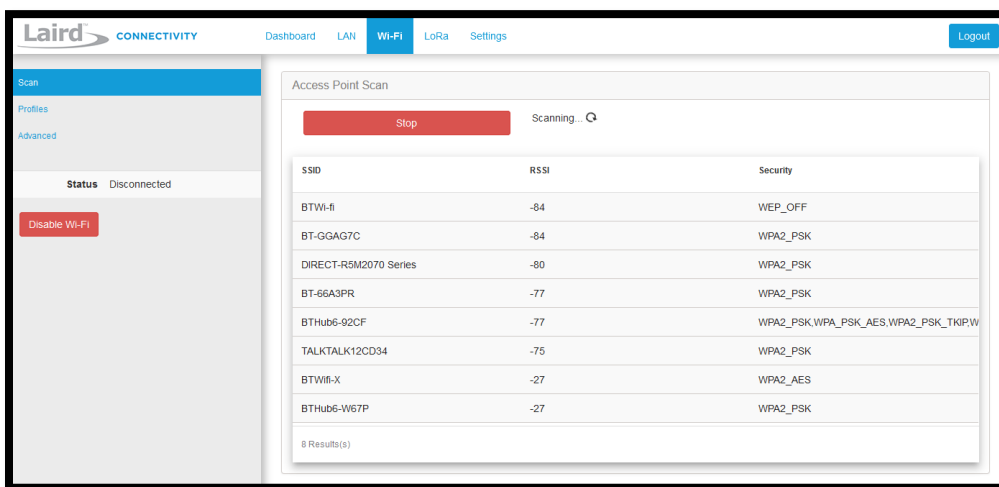 Laird CONNECTIVITY
Dashboard LAN Wi-Fi LoRa Settings Logout
Scan
Profiles
Advanced
Status Disconnected
Disable Wi-Fi
Access Point Scan
Stop Scanning...
SSID RSSI Security
BTWi-fi -84 WEP_OFF
BT-GGAG7C -84 WPA2_PSK
DIRECT-R5M2070 Series -80 WPA2_PSK
BT-66A3PR -77 WPA2_PSK
BTHub6-92CF -77 WPA2_PSK,WPA_PSK_AES,WPA2_PSK_TKIP,W
TALKTALK12CD34 -75 WPA2_PSK
BTWifi-X -27 WPA2_AES
BTHub6-W67P -27 WPA2_PSK
8 Results(s)